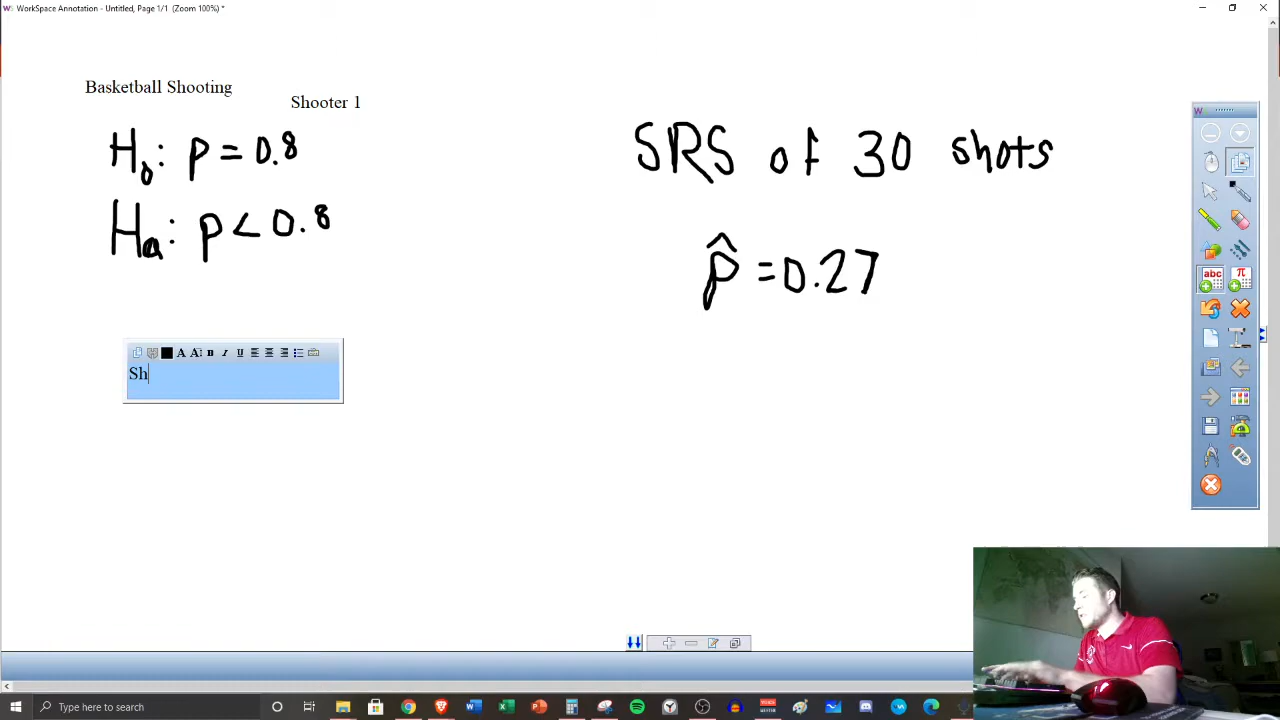 WorkSpace Annotation - Untitled, Page 1/1 (Zoom 100%) *
Basketball Shooting
Shooter 1
H₀: p = 0.8
Hₐ: p < 0.8
SRS of 30 shots
p̂ = 0.27
A A B I U
Sh
abc π
Type here to search